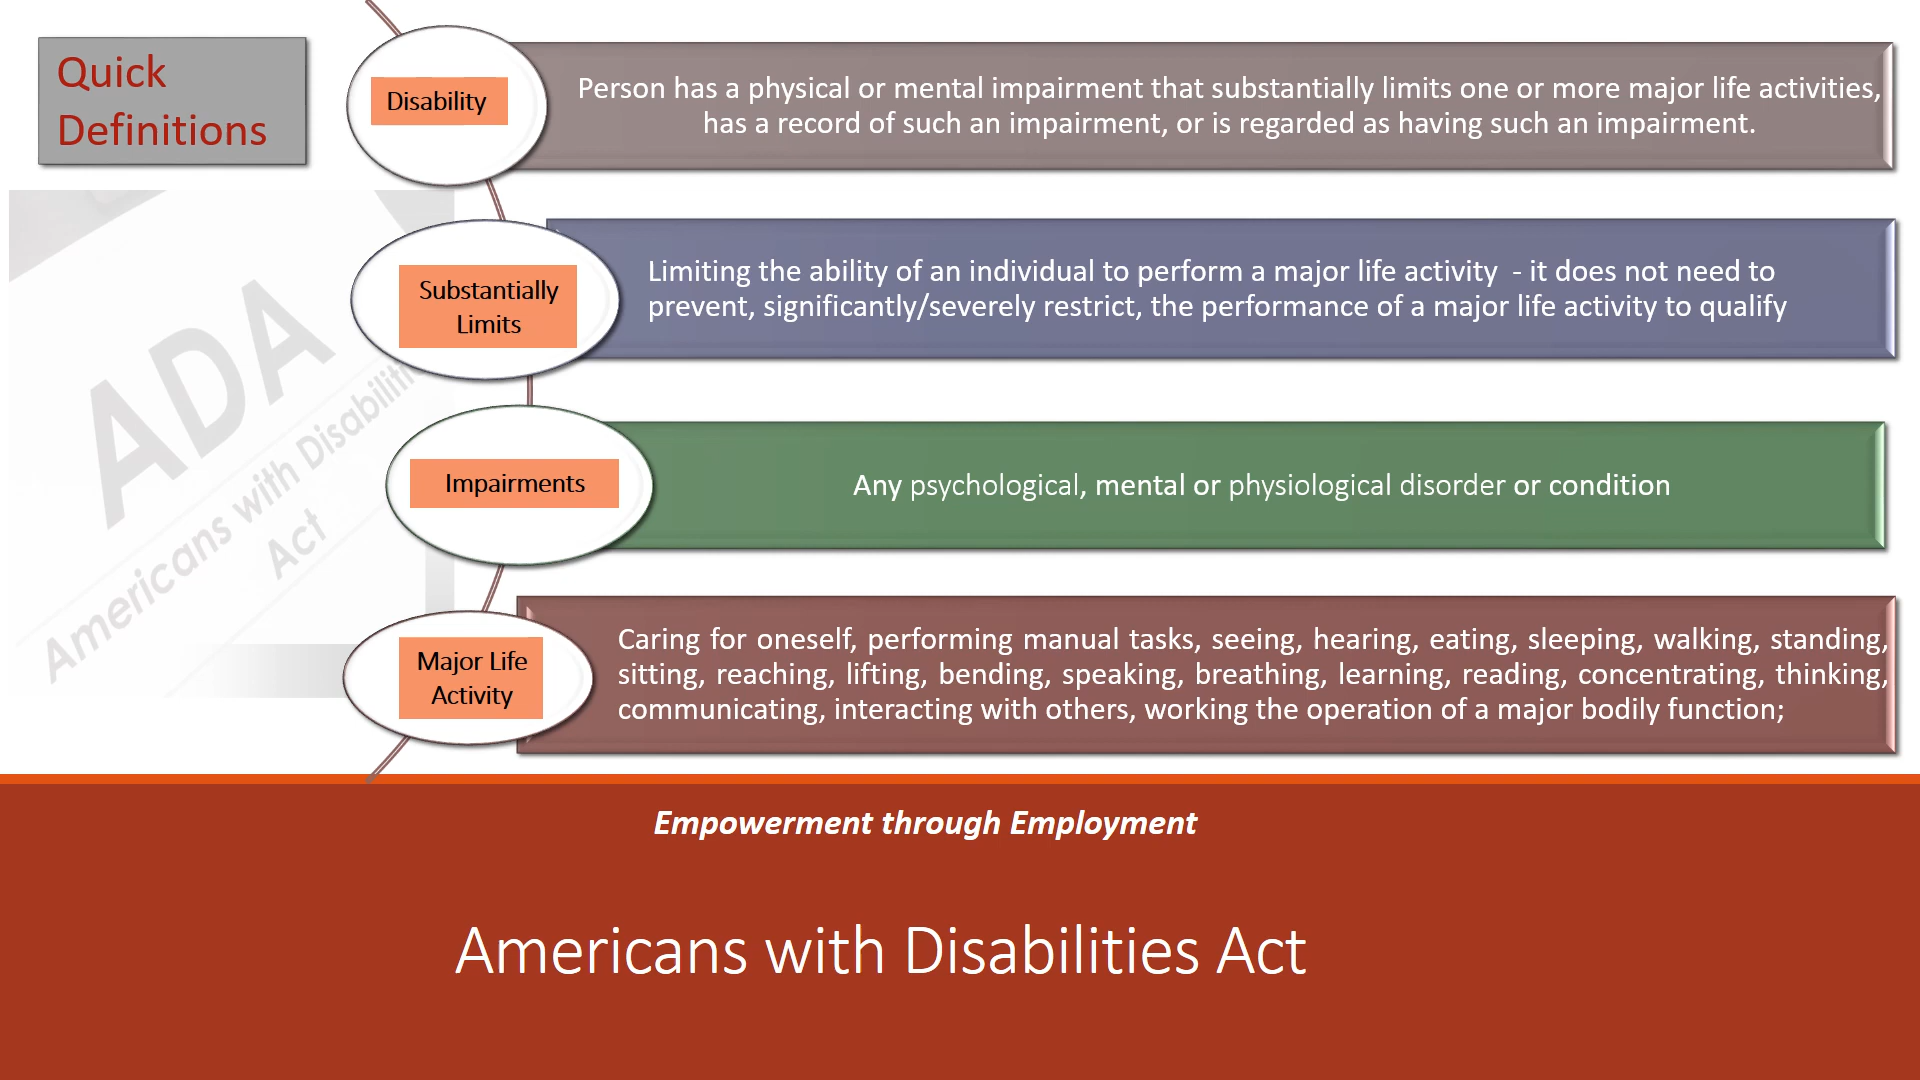 Quick
Definitions
Disability
Person has a physical or mental impairment that substantially limits one or more major life activities,
has a record of such an impairment, or is regarded as having such an impairment.
Substantially
Limits
Limiting the ability of an individual to perform a major life activity  - it does not need to
prevent, significantly/severely restrict, the performance of a major life activity to qualify
Impairments
Any psychological, mental or physiological disorder or condition
Major Life
Activity
Caring for oneself, performing manual tasks, seeing, hearing, eating, sleeping, walking, standing,
sitting, reaching, lifting, bending, speaking, breathing, learning, reading, concentrating, thinking,
communicating, interacting with others, working the operation of a major bodily function;
ADA
Americans with Disabiliti
Act
Empowerment through Employment
Americans with Disabilities Act